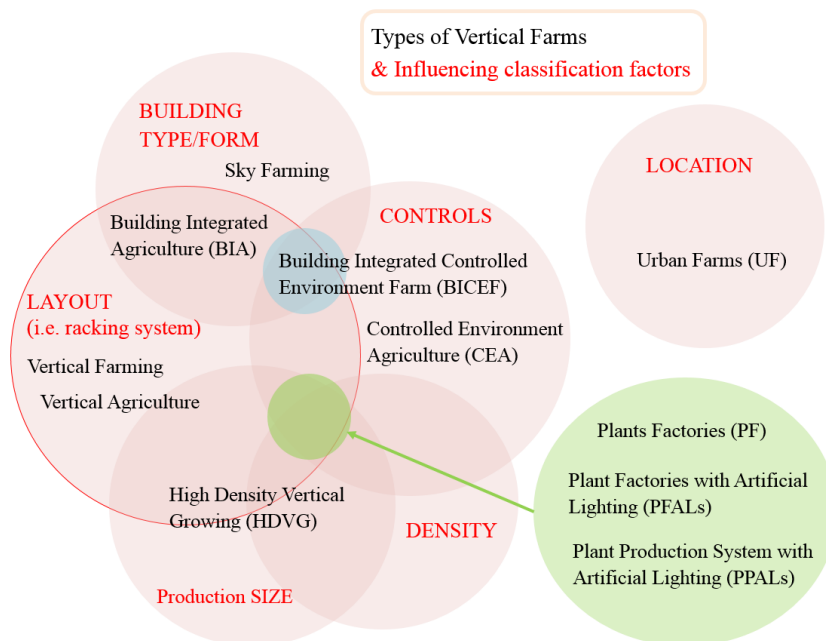 Types of Vertical Farms
& Influencing classification factors
BUILDING
TYPE/FORM
Sky Farming
Building Integrated
Agriculture (BIA)
CONTROLS
Building Integrated Controlled
Environment Farm (BICEF)
Controlled Environment
Agriculture (CEA)
LAYOUT
(i.e. racking system)
Vertical Farming
Vertical Agriculture
High Density Vertical
Growing (HDVG)
DENSITY
Production SIZE
LOCATION
Urban Farms (UF)
Plants Factories (PF)
Plant Factories with Artificial
Lighting (PFALs)
Plant Production System with
Artificial Lighting (PPALs)